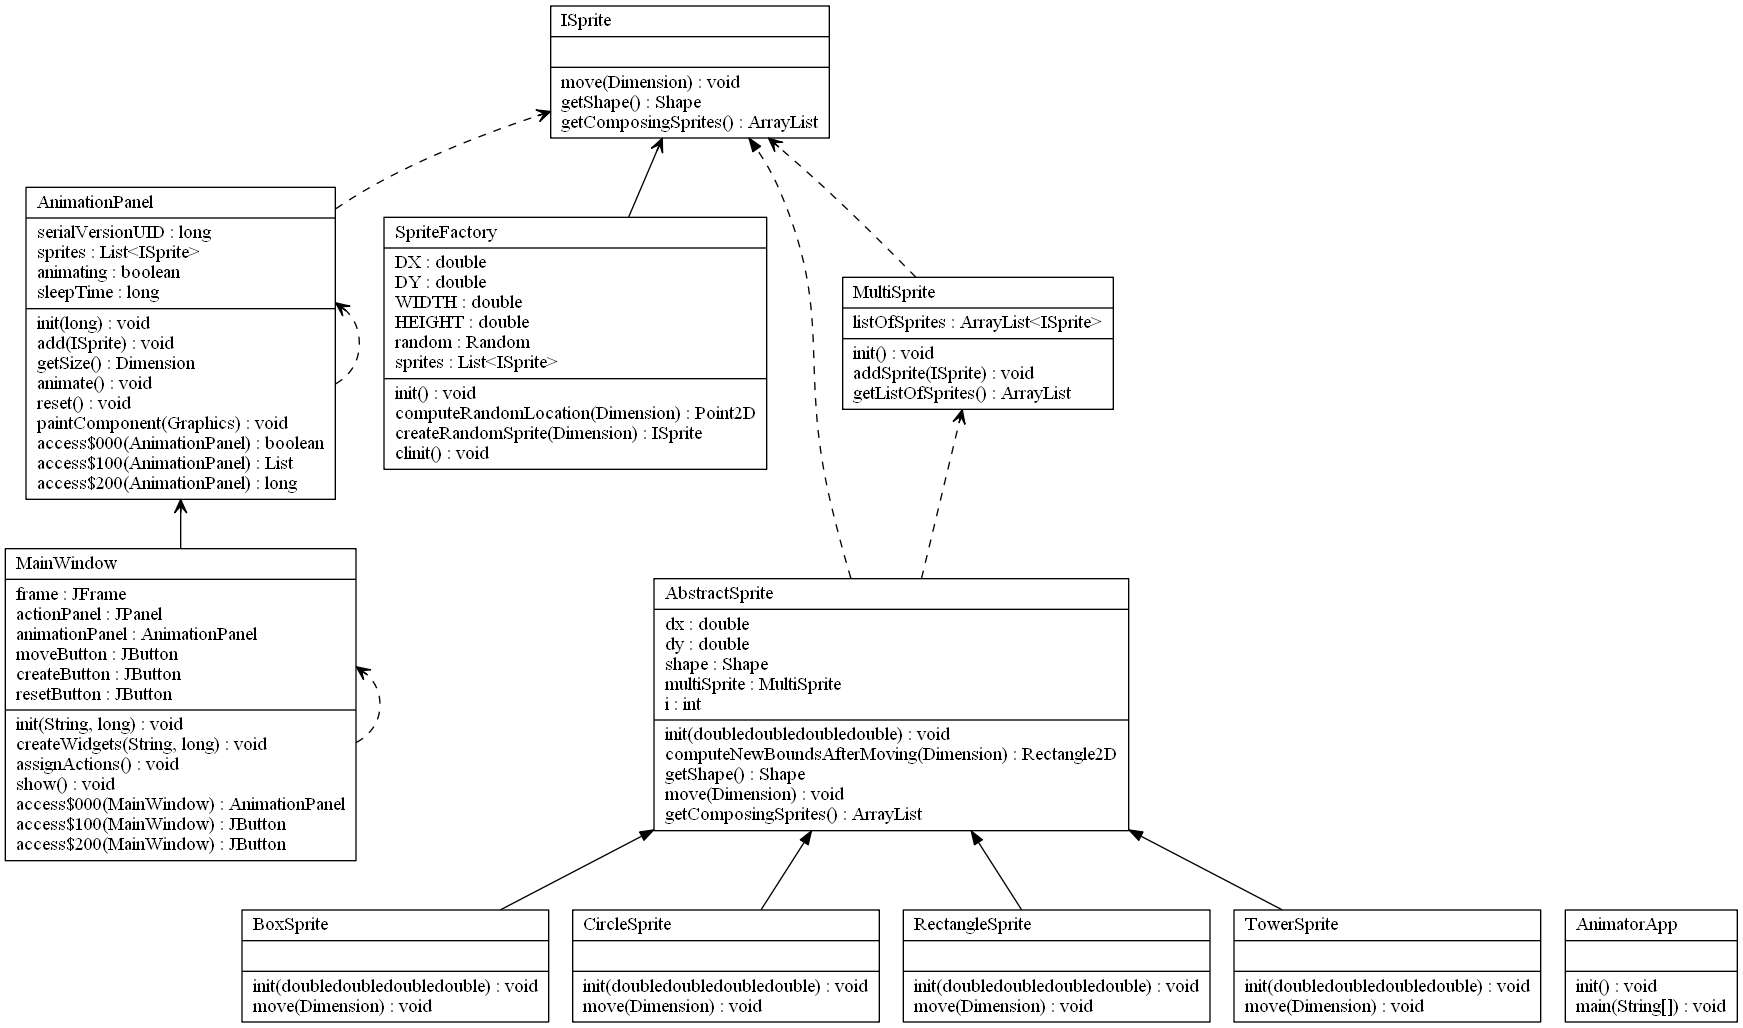 ISprite
move(Dimension) : void
getShape() : Shape
getComposingSprites() : ArrayList
AnimationPanel
serialVersionUID : long
sprites : List<ISprite>
animating : boolean
sleepTime : long
init(long) : void
add(ISprite) : void
getSize() : Dimension
animate() : void
reset() : void
paintComponent(Graphics) : void
access$000(AnimationPanel) : boolean
access$100(AnimationPanel) : List
access$200(AnimationPanel) : long
SpriteFactory
DX : double
DY : double
WIDTH : double
HEIGHT : double
random : Random
sprites : List<ISprite>
init() : void
computeRandomLocation(Dimension) : Point2D
createRandomSprite(Dimension) : ISprite
clinit() : void
MultiSprite
listOfSprites : ArrayList<ISprite>
init() : void
addSprite(ISprite) : void
getListOfSprites() : ArrayList
MainWindow
frame : JFrame
actionPanel : JPanel
animationPanel : AnimationPanel
moveButton : JButton
createButton : JButton
resetButton : JButton
init(String, long) : void
createWidgets(String, long) : void
assignActions() : void
show() : void
access$000(MainWindow) : AnimationPanel
access$100(MainWindow) : JButton
access$200(MainWindow) : JButton
AbstractSprite
dx : double
dy : double
shape : Shape
multiSprite : MultiSprite
i : int
init(doubledoubledoubledouble) : void
computeNewBoundsAfterMoving(Dimension) : Rectangle2D
getShape() : Shape
move(Dimension) : void
getComposingSprites() : ArrayList
BoxSprite
init(doubledoubledoubledouble) : void
move(Dimension) : void
CircleSprite
init(doubledoubledoubledouble) : void
move(Dimension) : void
RectangleSprite
init(doubledoubledoubledouble) : void
move(Dimension) : void
TowerSprite
init(doubledoubledoubledouble) : void
move(Dimension) : void
AnimatorApp
init() : void
main(String[]) : void